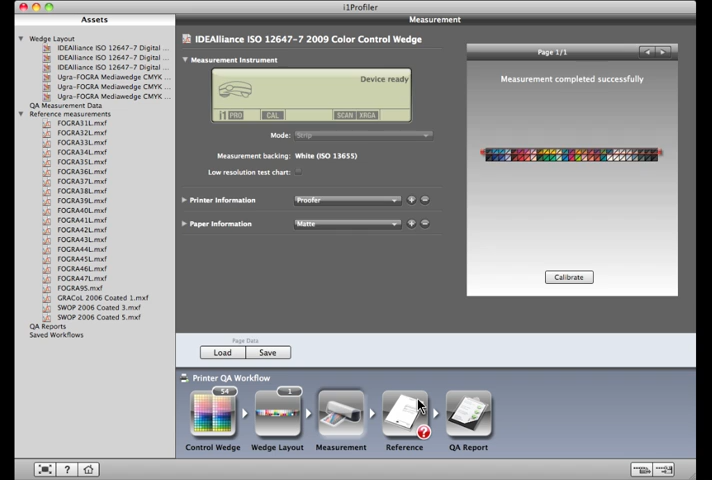 i1Profiler
Assets
Measurement
Wedge Layout
IDEAlliance ISO 12647-7 Digital ...
IDEAlliance ISO 12647-7 Digital ...
IDEAlliance ISO 12647-7 Digital ...
Ugra-FOGRA Mediawedge CMYK ...
Ugra-FOGRA Mediawedge CMYK ...
Ugra-FOGRA Mediawedge CMYK ...
QA Measurement Data
Reference measurements
FOGRA31L.mxf
FOGRA32L.mxf
FOGRA33L.mxf
FOGRA34L.mxf
FOGRA35L.mxf
FOGRA36L.mxf
FOGRA37L.mxf
FOGRA38L.mxf
FOGRA39L.mxf
FOGRA40L.mxf
FOGRA41L.mxf
FOGRA42L.mxf
FOGRA43L.mxf
FOGRA44L.mxf
FOGRA45L.mxf
FOGRA46L.mxf
FOGRA47L.mxf
FOGRA9S.mxf
GRACoL 2006 Coated 1.mxf
SWOP 2006 Coated 3.mxf
SWOP 2006 Coated 5.mxf
QA Reports
Saved Workflows
IDEAlliance ISO 12647-7 2009 Color Control Wedge
Measurement Instrument
Device ready
i1 PRO CAL SCAN XRGA
Mode: Strip
Measurement backing: White (ISO 13655)
Low resolution test chart:
Printer Information Proofer
Paper Information Matte
Page 1/1
Measurement completed successfully
Calibrate
Page Data
Load Save
Printer QA Workflow
54 1
Control Wedge Wedge Layout Measurement Reference QA Report
?
?